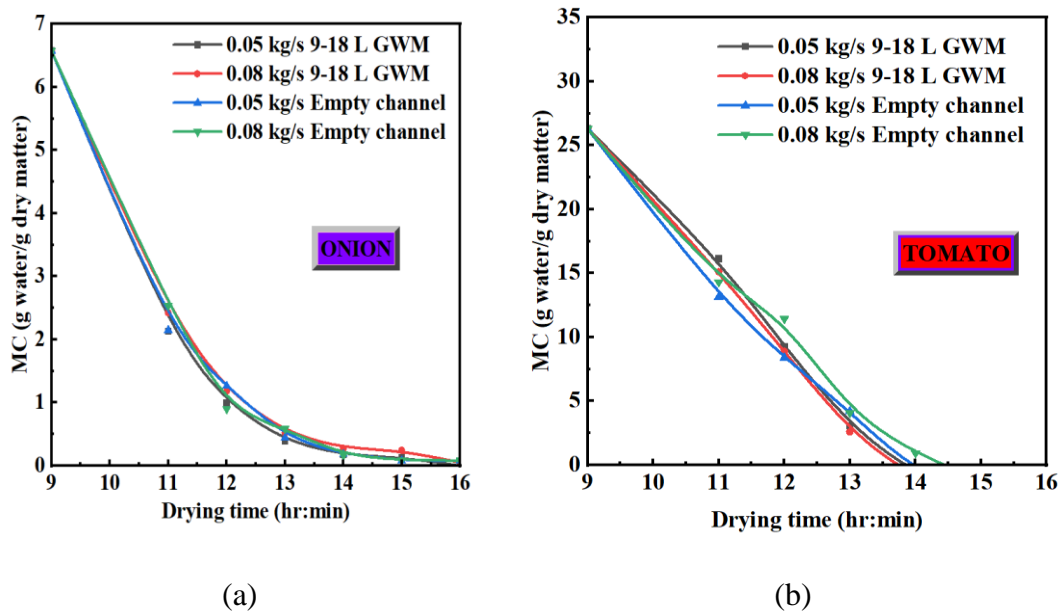 7
6
5
4
3
2
1
0
MC (g water/g dry matter)
0.05 kg/s 9-18 L GWM
0.08 kg/s 9-18 L GWM
0.05 kg/s Empty channel
0.08 kg/s Empty channel
ONION
9 10 11 12 13 14 15 16
Drying time (hr:min)
(a)
35
30
25
20
15
10
5
0
MC (g water/g dry matter)
0.05 kg/s 9-18 L GWM
0.08 kg/s 9-18 L GWM
0.05 kg/s Empty channel
0.08 kg/s Empty channel
TOMATO
9 10 11 12 13 14 15 16
Drying time (hr:min)
(b)